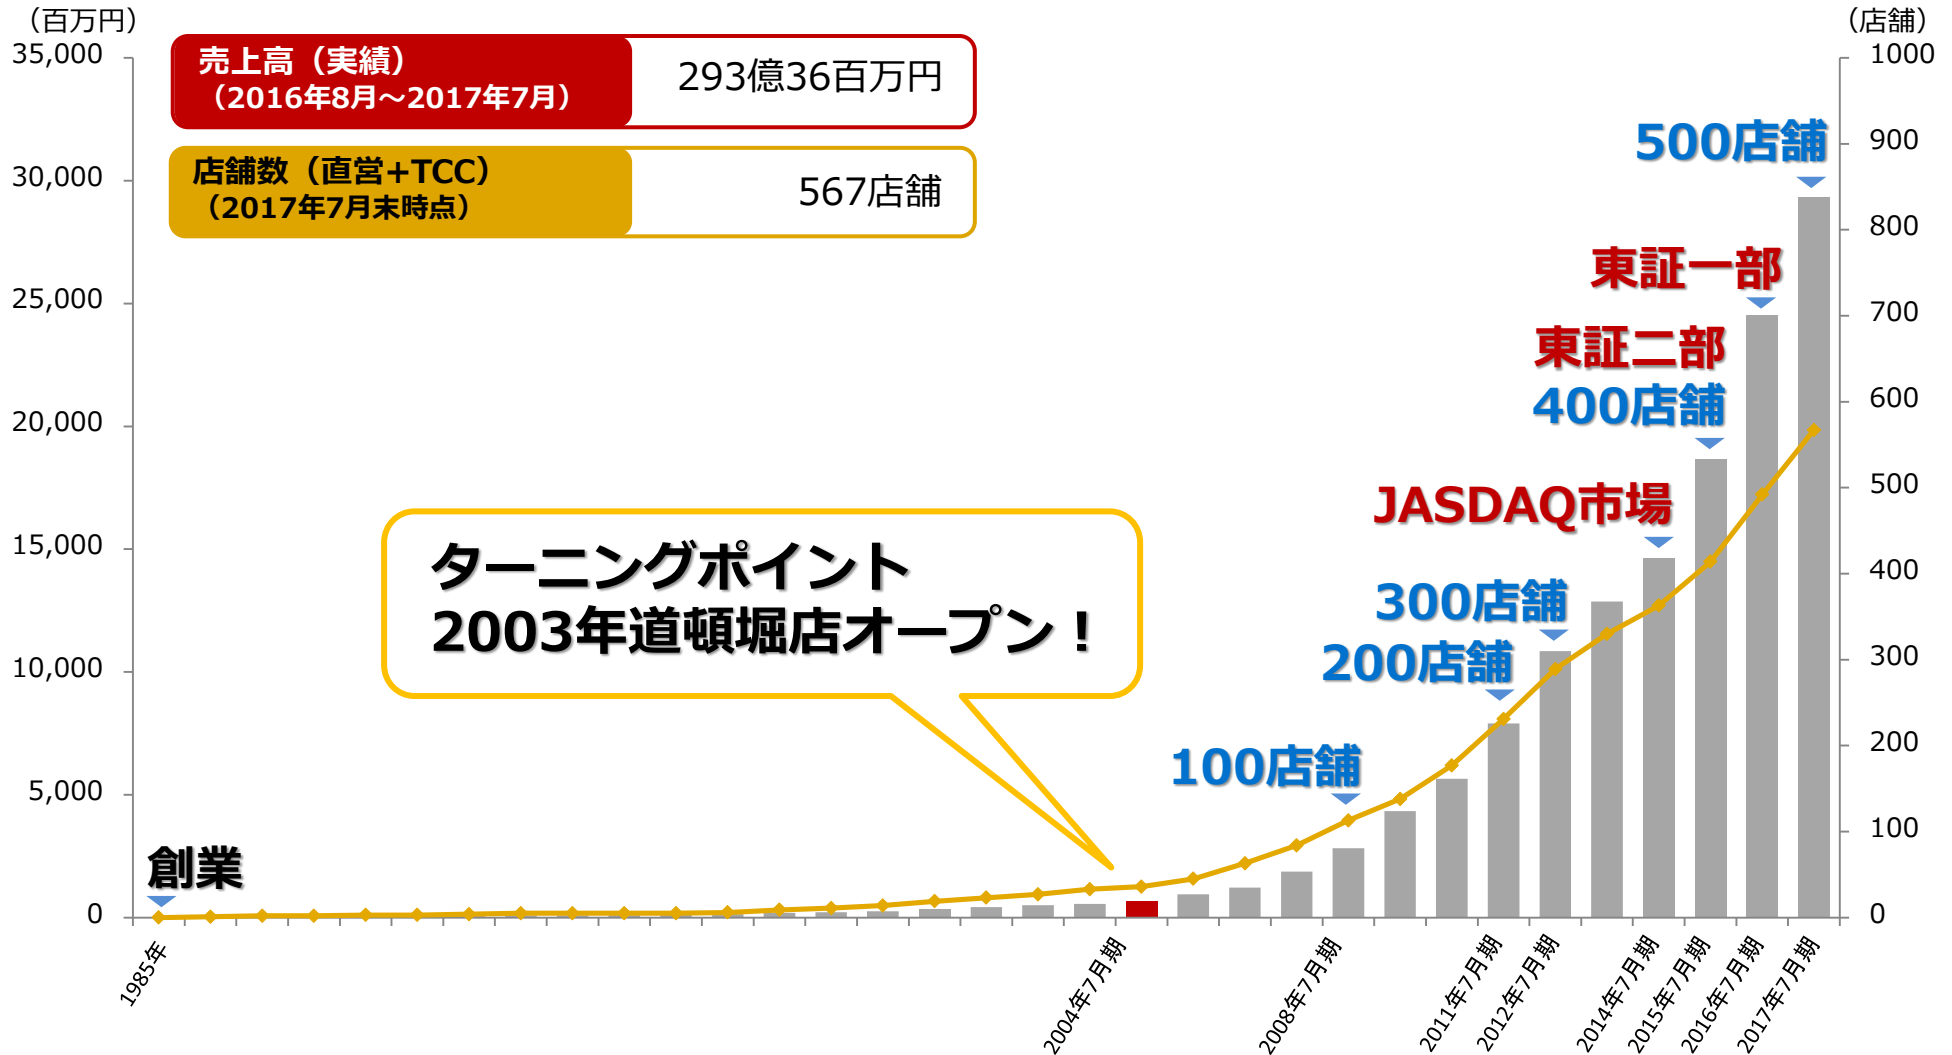 （百万円）
（店舗）
35,000
30,000
25,000
20,000
15,000
10,000
5,000
0
売上高（実績）
（2016年8月～2017年7月）
293億36百万円
店舗数（直営+TCC）
（2017年7月末時点）
567店舗
ターニングポイント
2003年道頓堀店オープン！
創業
100店舗
200店舗
300店舗
JASDAQ市場
400店舗
東証二部
東証一部
500店舗
1000
900
800
700
600
500
400
300
200
100
0
1985年
2004年7月期
2008年7月期
2011年7月期
2012年7月期
2014年7月期
2015年7月期
2016年7月期
2017年7月期